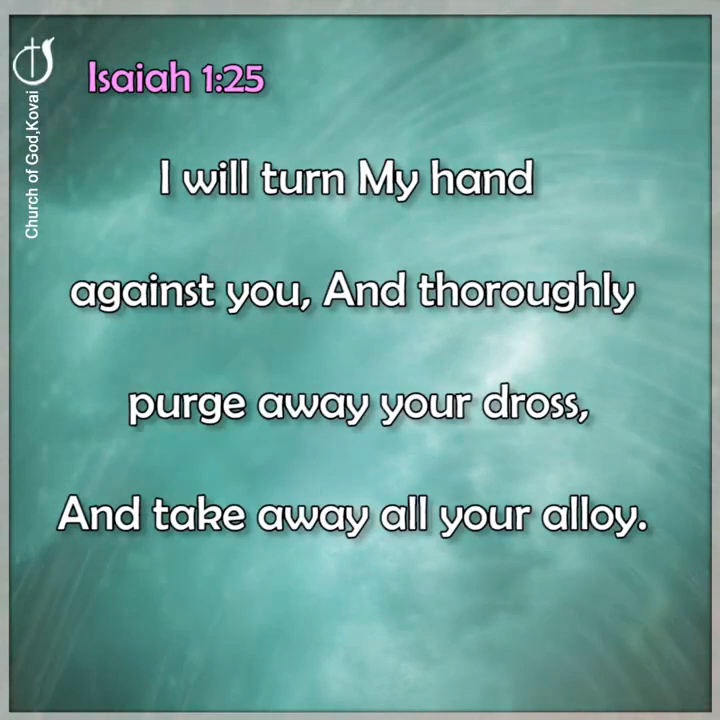 Isaiah 1:25
Church of God,Kovai
I will turn My hand
against you, And thoroughly
purge away your dross,
And take away all your alloy.